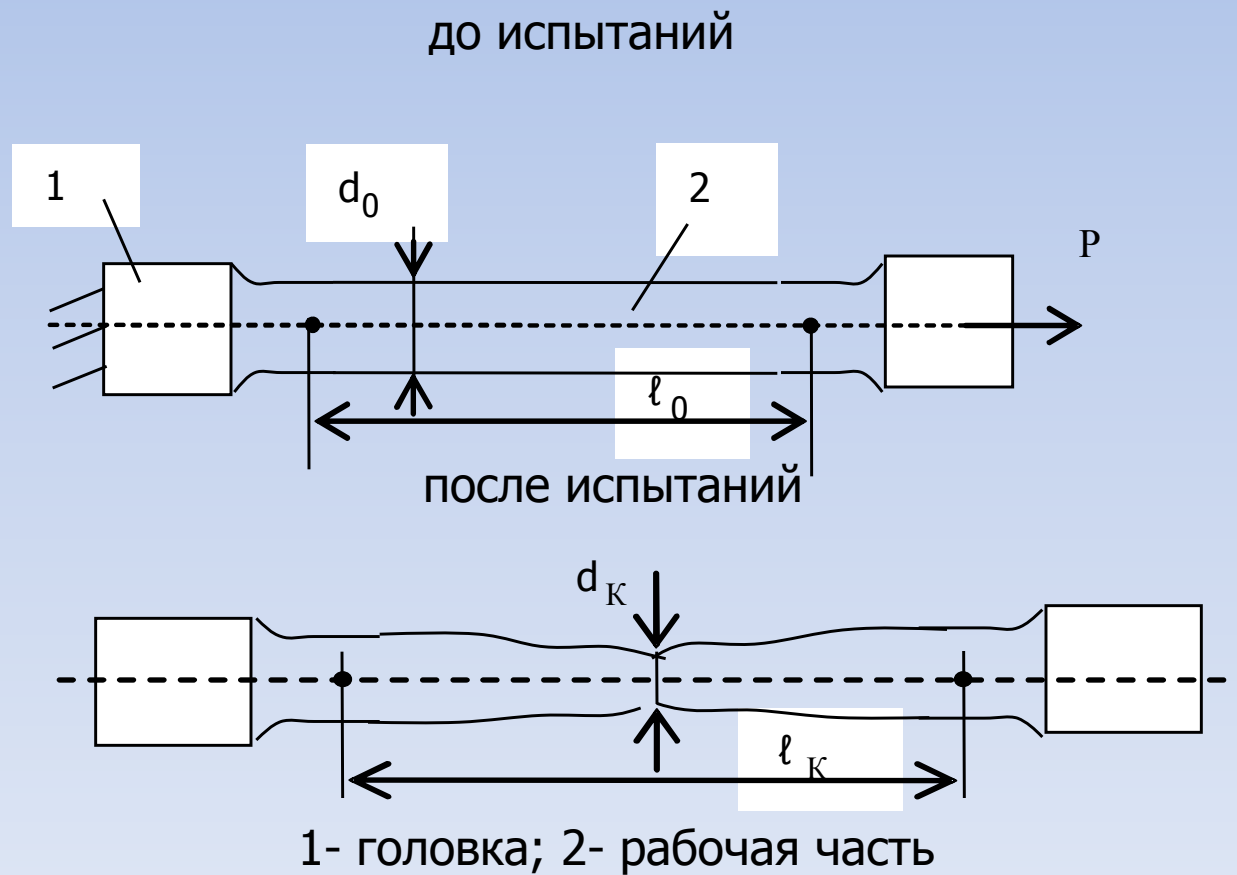 до испытаний
1
d0
2
P
ℓ0
после испытаний
dК
ℓК
1- головка; 2- рабочая часть